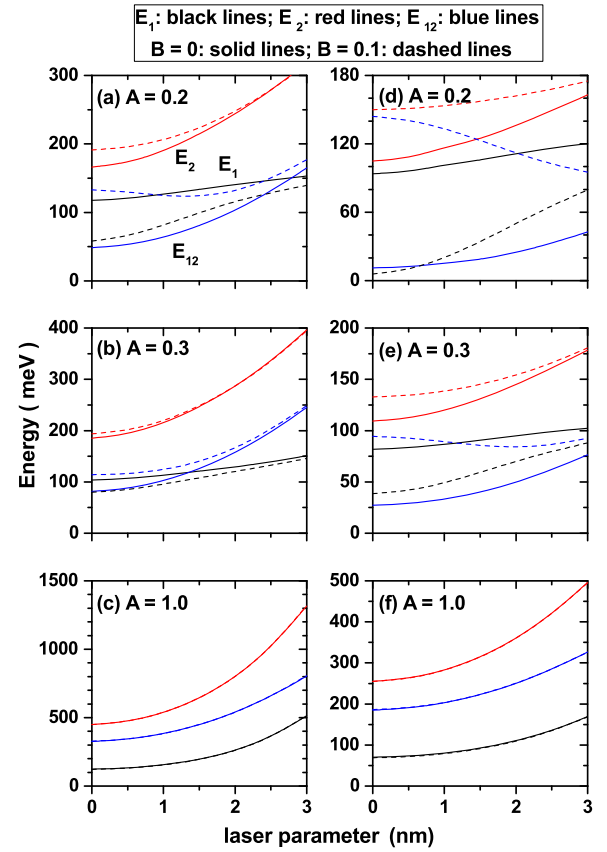 E1: black lines; E2: red lines; E12: blue lines
B = 0: solid lines; B = 0.1: dashed lines
300
200
100
0
(a) A = 0.2
E2
E1
E12
180
120
60
0
(d) A = 0.2
400
300
200
100
0
(b) A = 0.3
200
150
100
50
0
(e) A = 0.3
Energy ( meV)
1500
1000
500
0
(c) A = 1.0
0 1 2 3
500
400
300
200
100
0
(f) A = 1.0
0 1 2 3
laser parameter (nm)